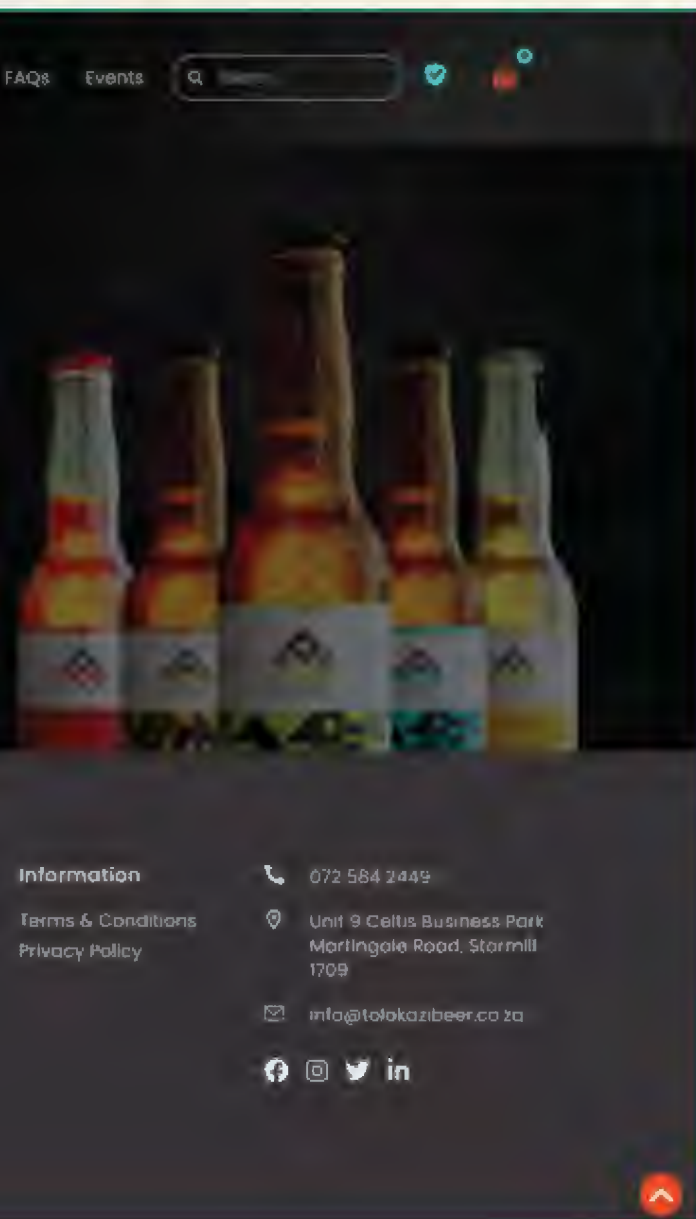 FAQs Events
Information
Terms & Conditions
Privacy Policy
072 584 2449
Unit 9 Celtis Business Park
Martingale Road, Stormill
1709
info@tolokazibeer.co.za
in